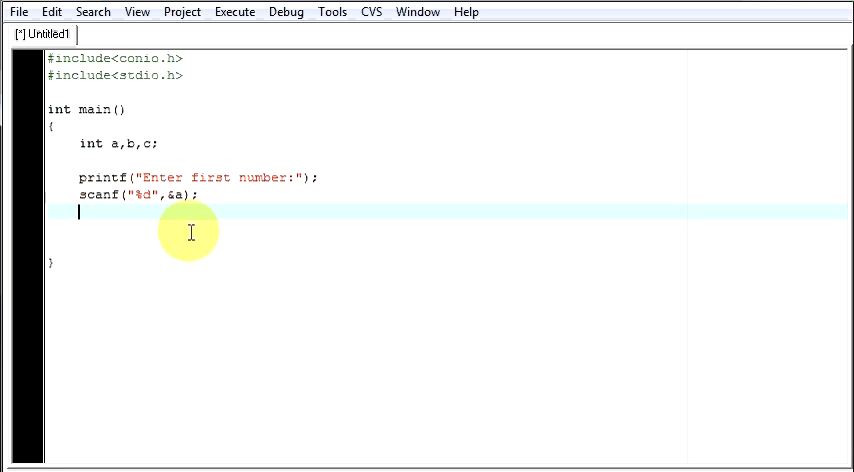 File Edit Search View Project Execute Debug Tools CVS Window Help
[*] Untitled1
#include<conio.h>
#include<stdio.h>
int main()
{
int a,b,c;
printf("Enter first number:");
scanf("%d",&a);
}